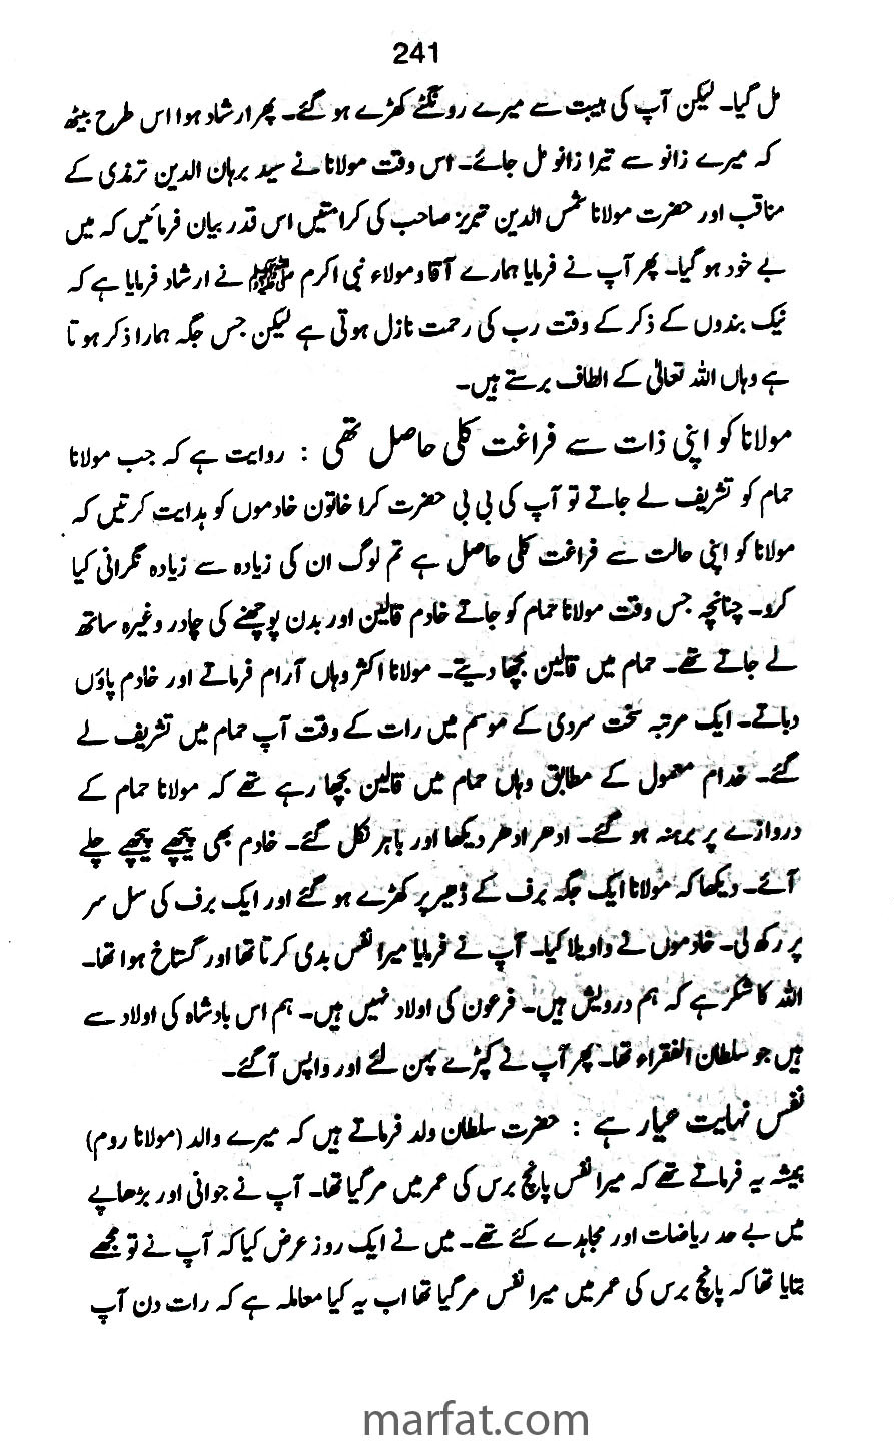 241
مل گیا۔ لیکن آپ کی ہیبت سے میرے رونگٹے کھڑے ہو گئے۔ پھر ارشاد ہوا اس طرح بیٹھ
کہ میرے زانو سے تیرا زانو مل جائے۔ اس وقت مولانا نے سید برہان الدین ترمذی کے
مناقب اور حضرت مولانا شمس الدین تبریز صاحب کی کرامتیں اس قدر بیان فرمائیں کہ میں
بے خود ہو گیا۔ پھر آپ نے فرمایا ہمارے آقا و مولاء نبی اکرم ﷺ نے ارشاد فرمایا ہے کہ
نیک بندوں کے ذکر کے وقت رب کی رحمت نازل ہوتی ہے لیکن جس جگہ ہمارا ذکر ہوتا
ہے وہاں اللہ تعالیٰ کے الطاف برستے ہیں۔
مولانا کو اپنی ذات سے فراغت کلی حاصل تھی : روایت ہے کہ جب مولانا
حمام کو تشریف لے جاتے تو آپ کی بی بی حضرت کرا خاتون خادموں کو ہدایت کرتیں کہ
مولانا کو اپنی حالت سے فراغت کلی حاصل ہے تم لوگ ان کی زیادہ سے زیادہ نگرانی کیا
کرو۔ چنانچہ جس وقت مولانا حمام کو جاتے خادم قالین اور بدن پوچھنے کی چادر وغیرہ ساتھ
لے جاتے تھے۔ حمام میں قالین بچھا دیتے۔ مولانا اکثر وہاں آرام فرماتے اور خادم پاؤں
دباتے۔ ایک مرتبہ سخت سردی کے موسم میں رات کے وقت آپ حمام میں تشریف لے
گئے۔ خدام معمول کے مطابق وہاں حمام میں قالین بچھا رہے تھے کہ مولانا حمام کے
دروازے پر برہنہ ہو گئے۔ ادھر ادھر دیکھا اور باہر نکل گئے۔ خادم بھی پیچھے پیچھے چلے
آئے۔ دیکھا کہ مولانا ایک جگہ برف کے ڈھیر پر کھڑے ہو گئے اور ایک برف کی سل سر
پر رکھ لی۔ خادموں نے واویلا کیا۔ آپ نے فرمایا میرا نفس بدی کرتا تھا اور گستاخ ہوا تھا۔
اللہ کا شکر ہے کہ ہم درویش ہیں۔ فرعون کی اولاد نہیں ہیں۔ ہم اس بادشاہ کی اولاد سے
ہیں جو سلطان الفقراء تھا۔ پھر آپ نے کپڑے پہن لئے اور واپس آ گئے۔
نفس نہایت عیار ہے : حضرت سلطان ولد فرماتے ہیں کہ میرے والد (مولانا روم)
ہمیشہ یہ فرماتے تھے کہ میرا نفس پانچ برس کی عمر میں مر گیا تھا۔ آپ نے جوانی اور بڑھاپے
میں بے حد ریاضات اور مجاہدے کئے تھے۔ میں نے ایک روز عرض کیا کہ آپ نے تو مجھے
بتایا تھا کہ پانچ برس کی عمر میں میرا نفس مر گیا تھا اب یہ کیا معاملہ ہے کہ رات دن آپ
marfat.com